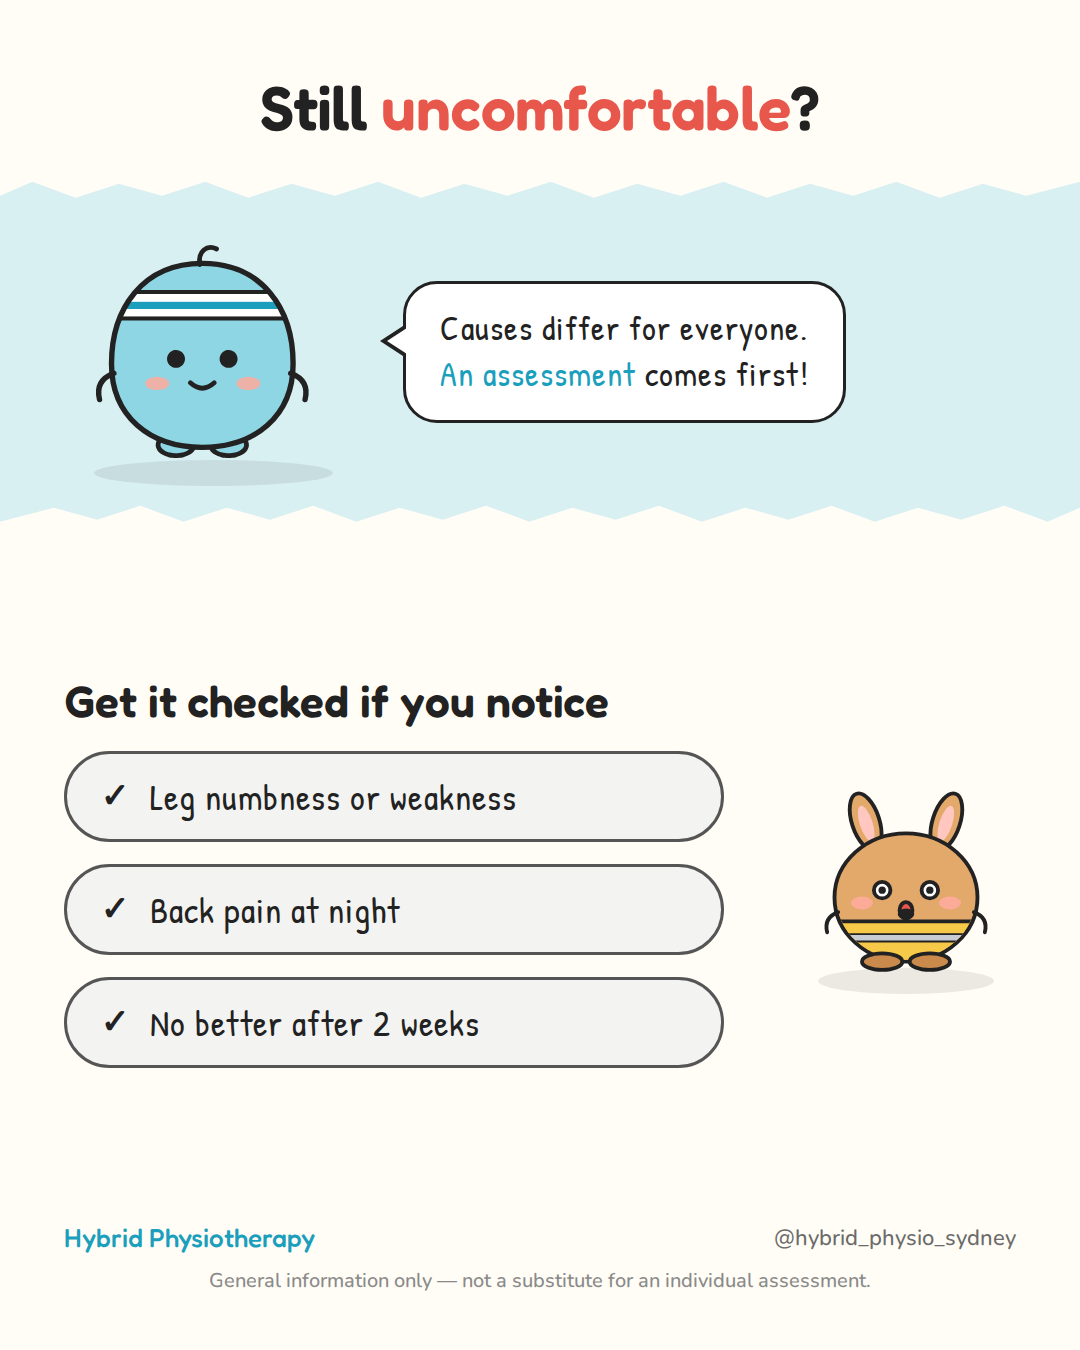 Still uncomfortable?
Causes differ for everyone.
An assessment comes first!
Get it checked if you notice
✓ Leg numbness or weakness
✓ Back pain at night
✓ No better after 2 weeks
Hybrid Physiotherapy
@hybrid_physio_sydney
General information only — not a substitute for an individual assessment.